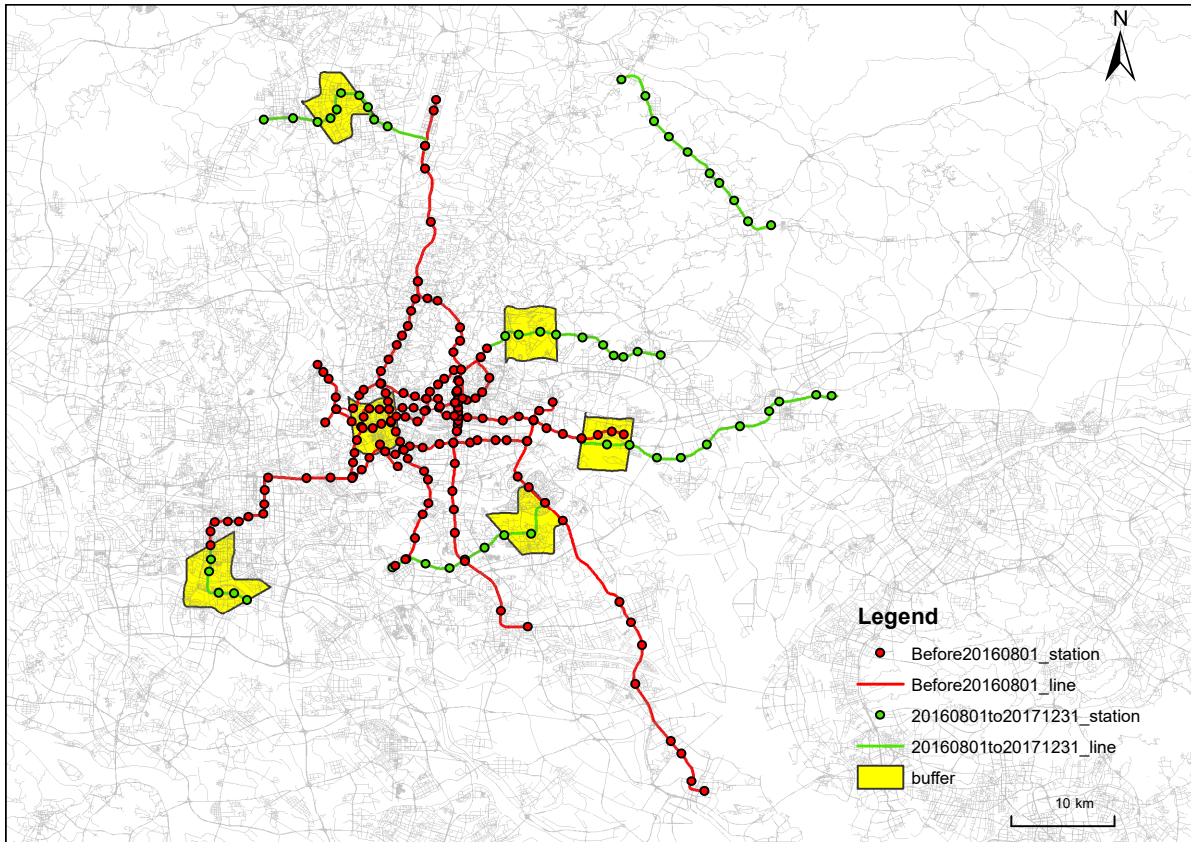 N
Legend
Before20160801_station
Before20160801_line
20160801to20171231_station
20160801to20171231_line
buffer
10 km